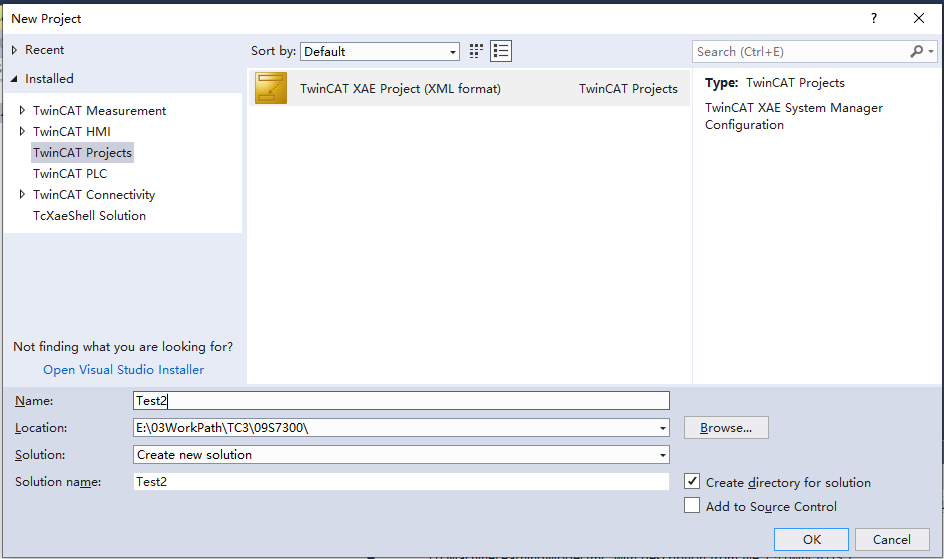 New Project
?
Recent
Sort by: Default
Search (Ctrl+E)
Installed
TwinCAT XAE Project (XML format) TwinCAT Projects
Type: TwinCAT Projects
TwinCAT XAE System Manager
Configuration
TwinCAT Measurement
TwinCAT HMI
TwinCAT Projects
TwinCAT PLC
TwinCAT Connectivity
TcXaeShell Solution
Not finding what you are looking for?
Open Visual Studio Installer
Name: Test2
Location: E:\03WorkPath\TC3\09S7300\
Browse...
Solution: Create new solution
Solution name: Test2
Create directory for solution
Add to Source Control
OK Cancel